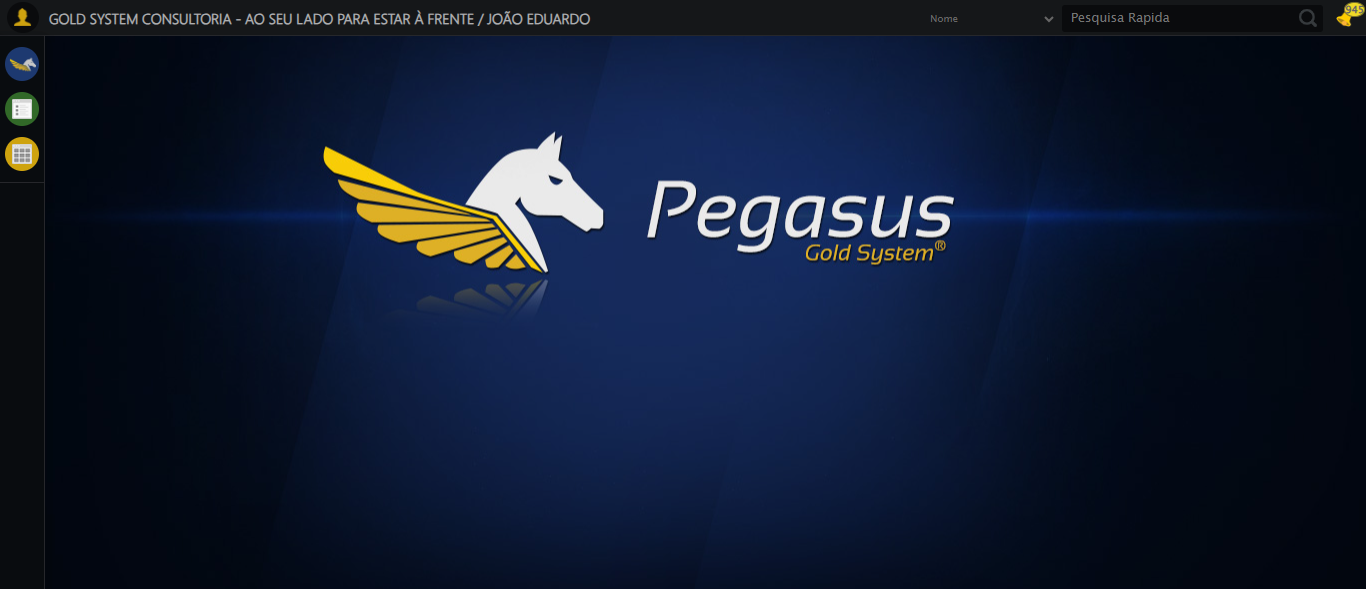 GOLD SYSTEM CONSULTORIA - AO SEU LADO PARA ESTAR À FRENTE / JOÃO EDUARDO
Nome
Pesquisa Rapida
945
Pegasus
Gold System®